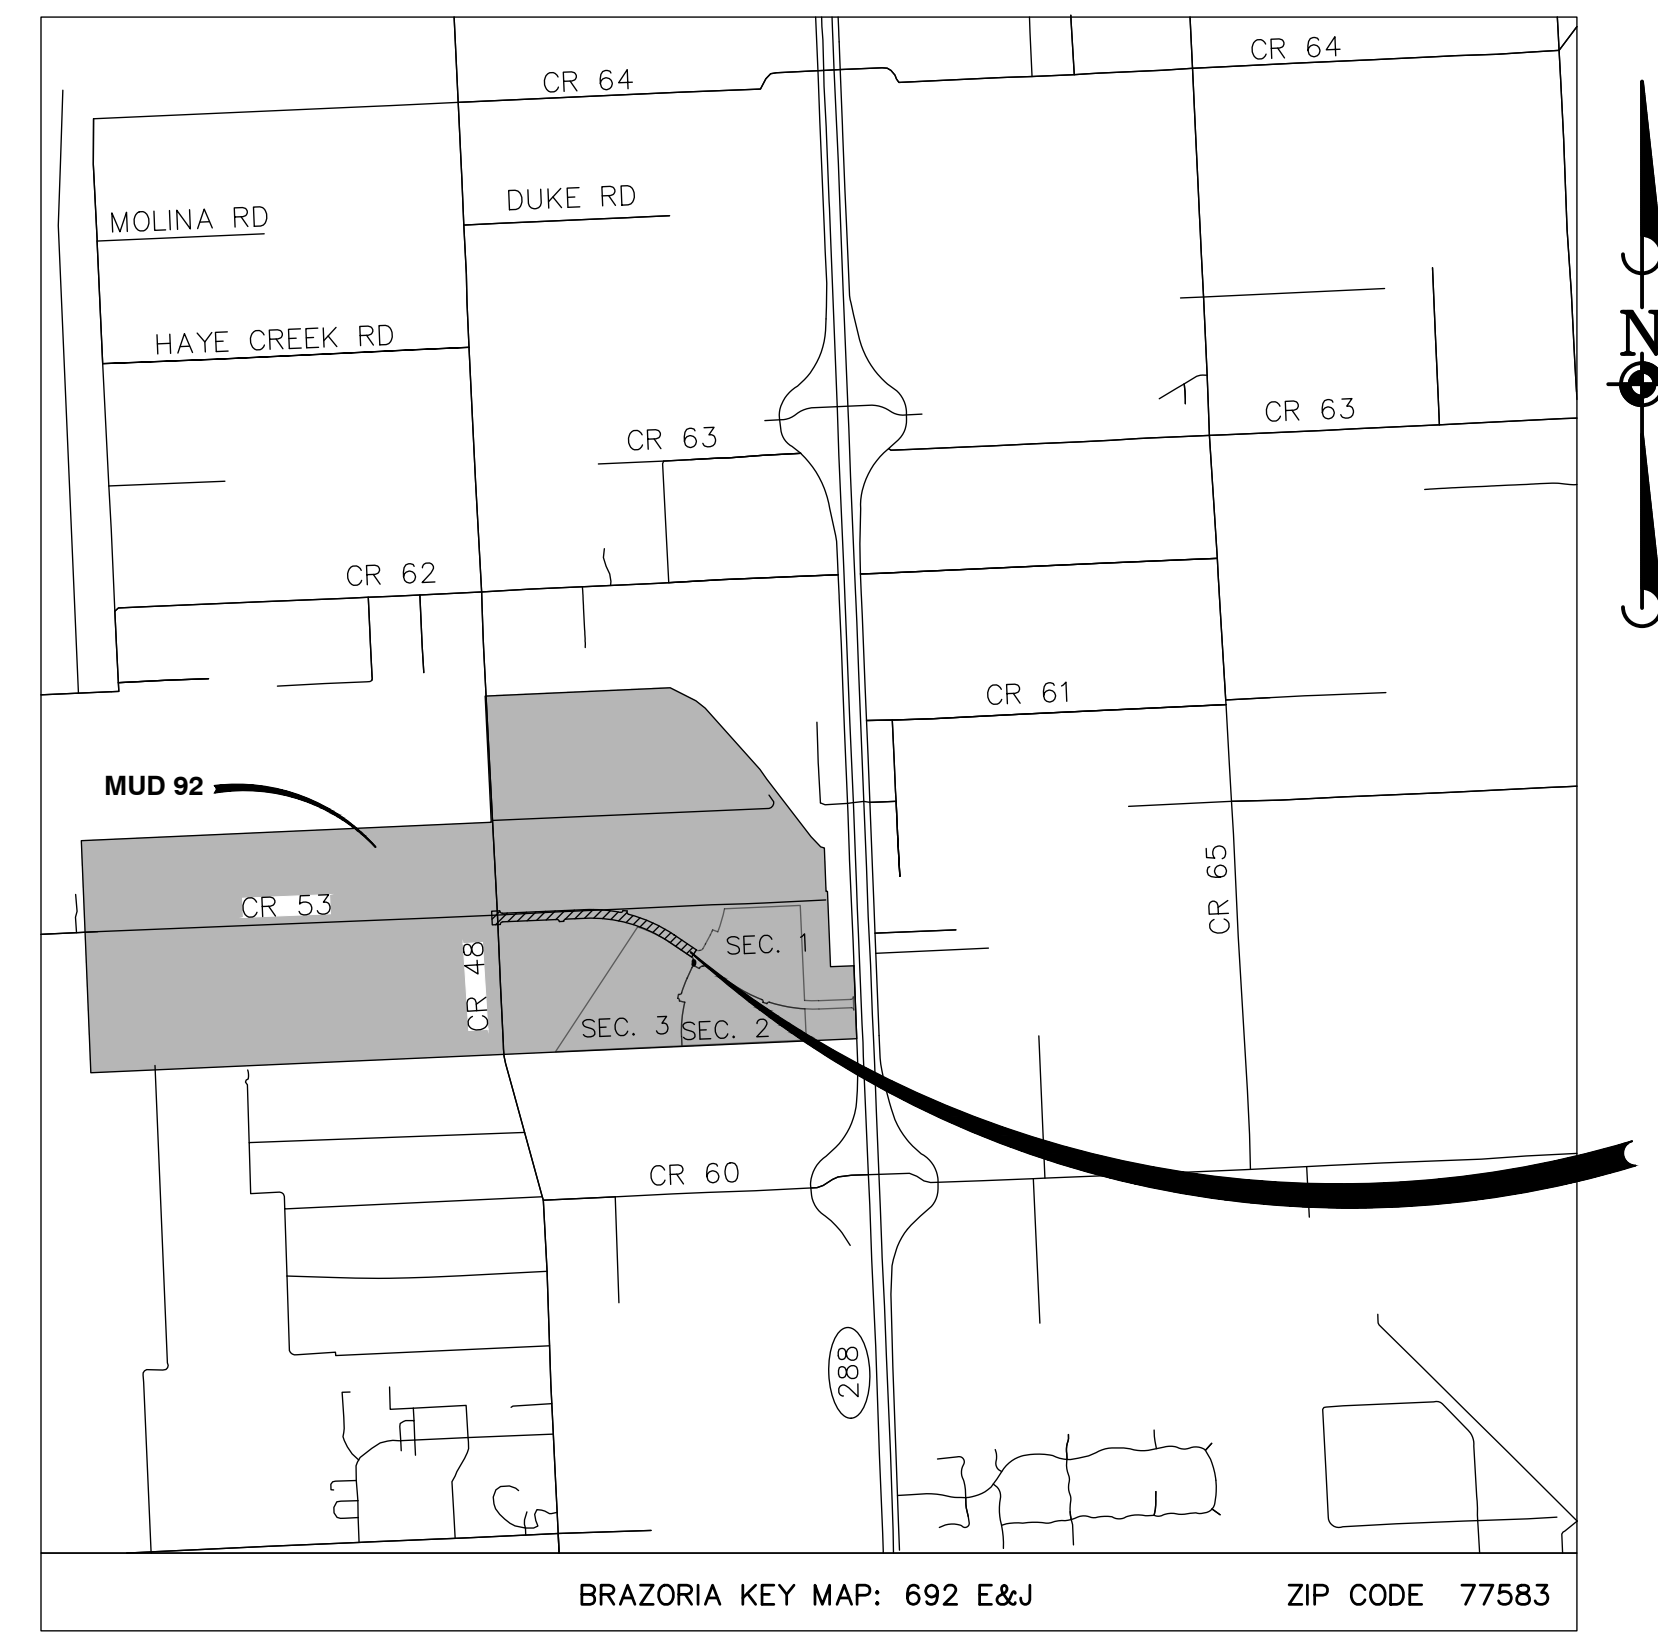 CR 64
CR 64
MOLINA RD
DUKE RD
HAYE CREEK RD
N
CR 63
CR 63
CR 62
CR 61
MUD 92
CR 65
CR 53
CR 48
SEC. 1
SEC. 3
SEC. 2
CR 60
288
BRAZORIA KEY MAP: 692 E&J
ZIP CODE 77583